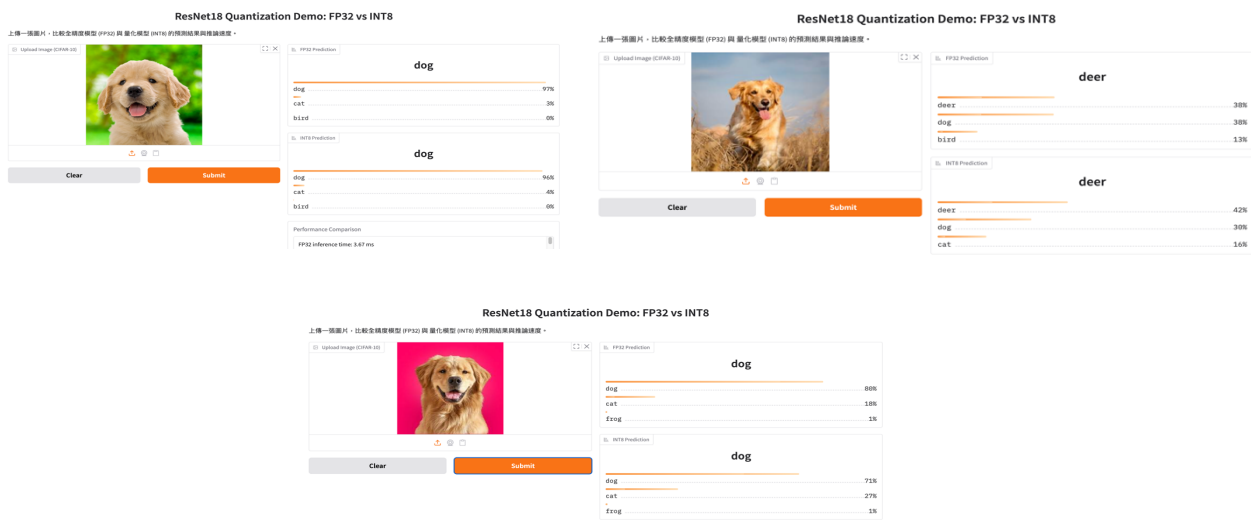 ResNet18 Quantization Demo: FP32 vs INT8
上傳一張圖片，比較全精度模型 (FP32) 與 量化模型 (INT8) 的預測結果與推論速度。
Upload Image (CIFAR-10)
Clear
Submit
FP32 Prediction
dog
dog 97%
cat 3%
bird 0%
INT8 Prediction
dog
dog 96%
cat 4%
bird 0%
Performance Comparison
FP32 inference time: 3.67 ms
ResNet18 Quantization Demo: FP32 vs INT8
上傳一張圖片，比較全精度模型 (FP32) 與 量化模型 (INT8) 的預測結果與推論速度。
Upload Image (CIFAR-10)
Clear
Submit
FP32 Prediction
deer
deer 38%
dog 38%
bird 13%
INT8 Prediction
deer
deer 42%
dog 30%
cat 16%
ResNet18 Quantization Demo: FP32 vs INT8
上傳一張圖片，比較全精度模型 (FP32) 與 量化模型 (INT8) 的預測結果與推論速度。
Upload Image (CIFAR-10)
Clear
Submit
FP32 Prediction
dog
dog 80%
cat 18%
frog 1%
INT8 Prediction
dog
dog 71%
cat 27%
frog 1%